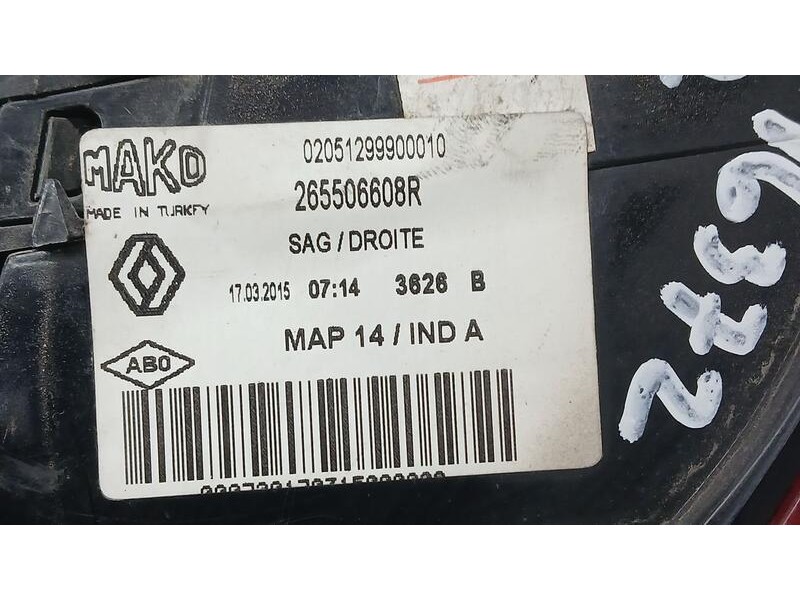 MAKO
MADE IN TURKEY
02051299900010
265506608R
SAG / DROITE
17.03.2015 07:14 3626 B
MAP 14 / IND A
ABO